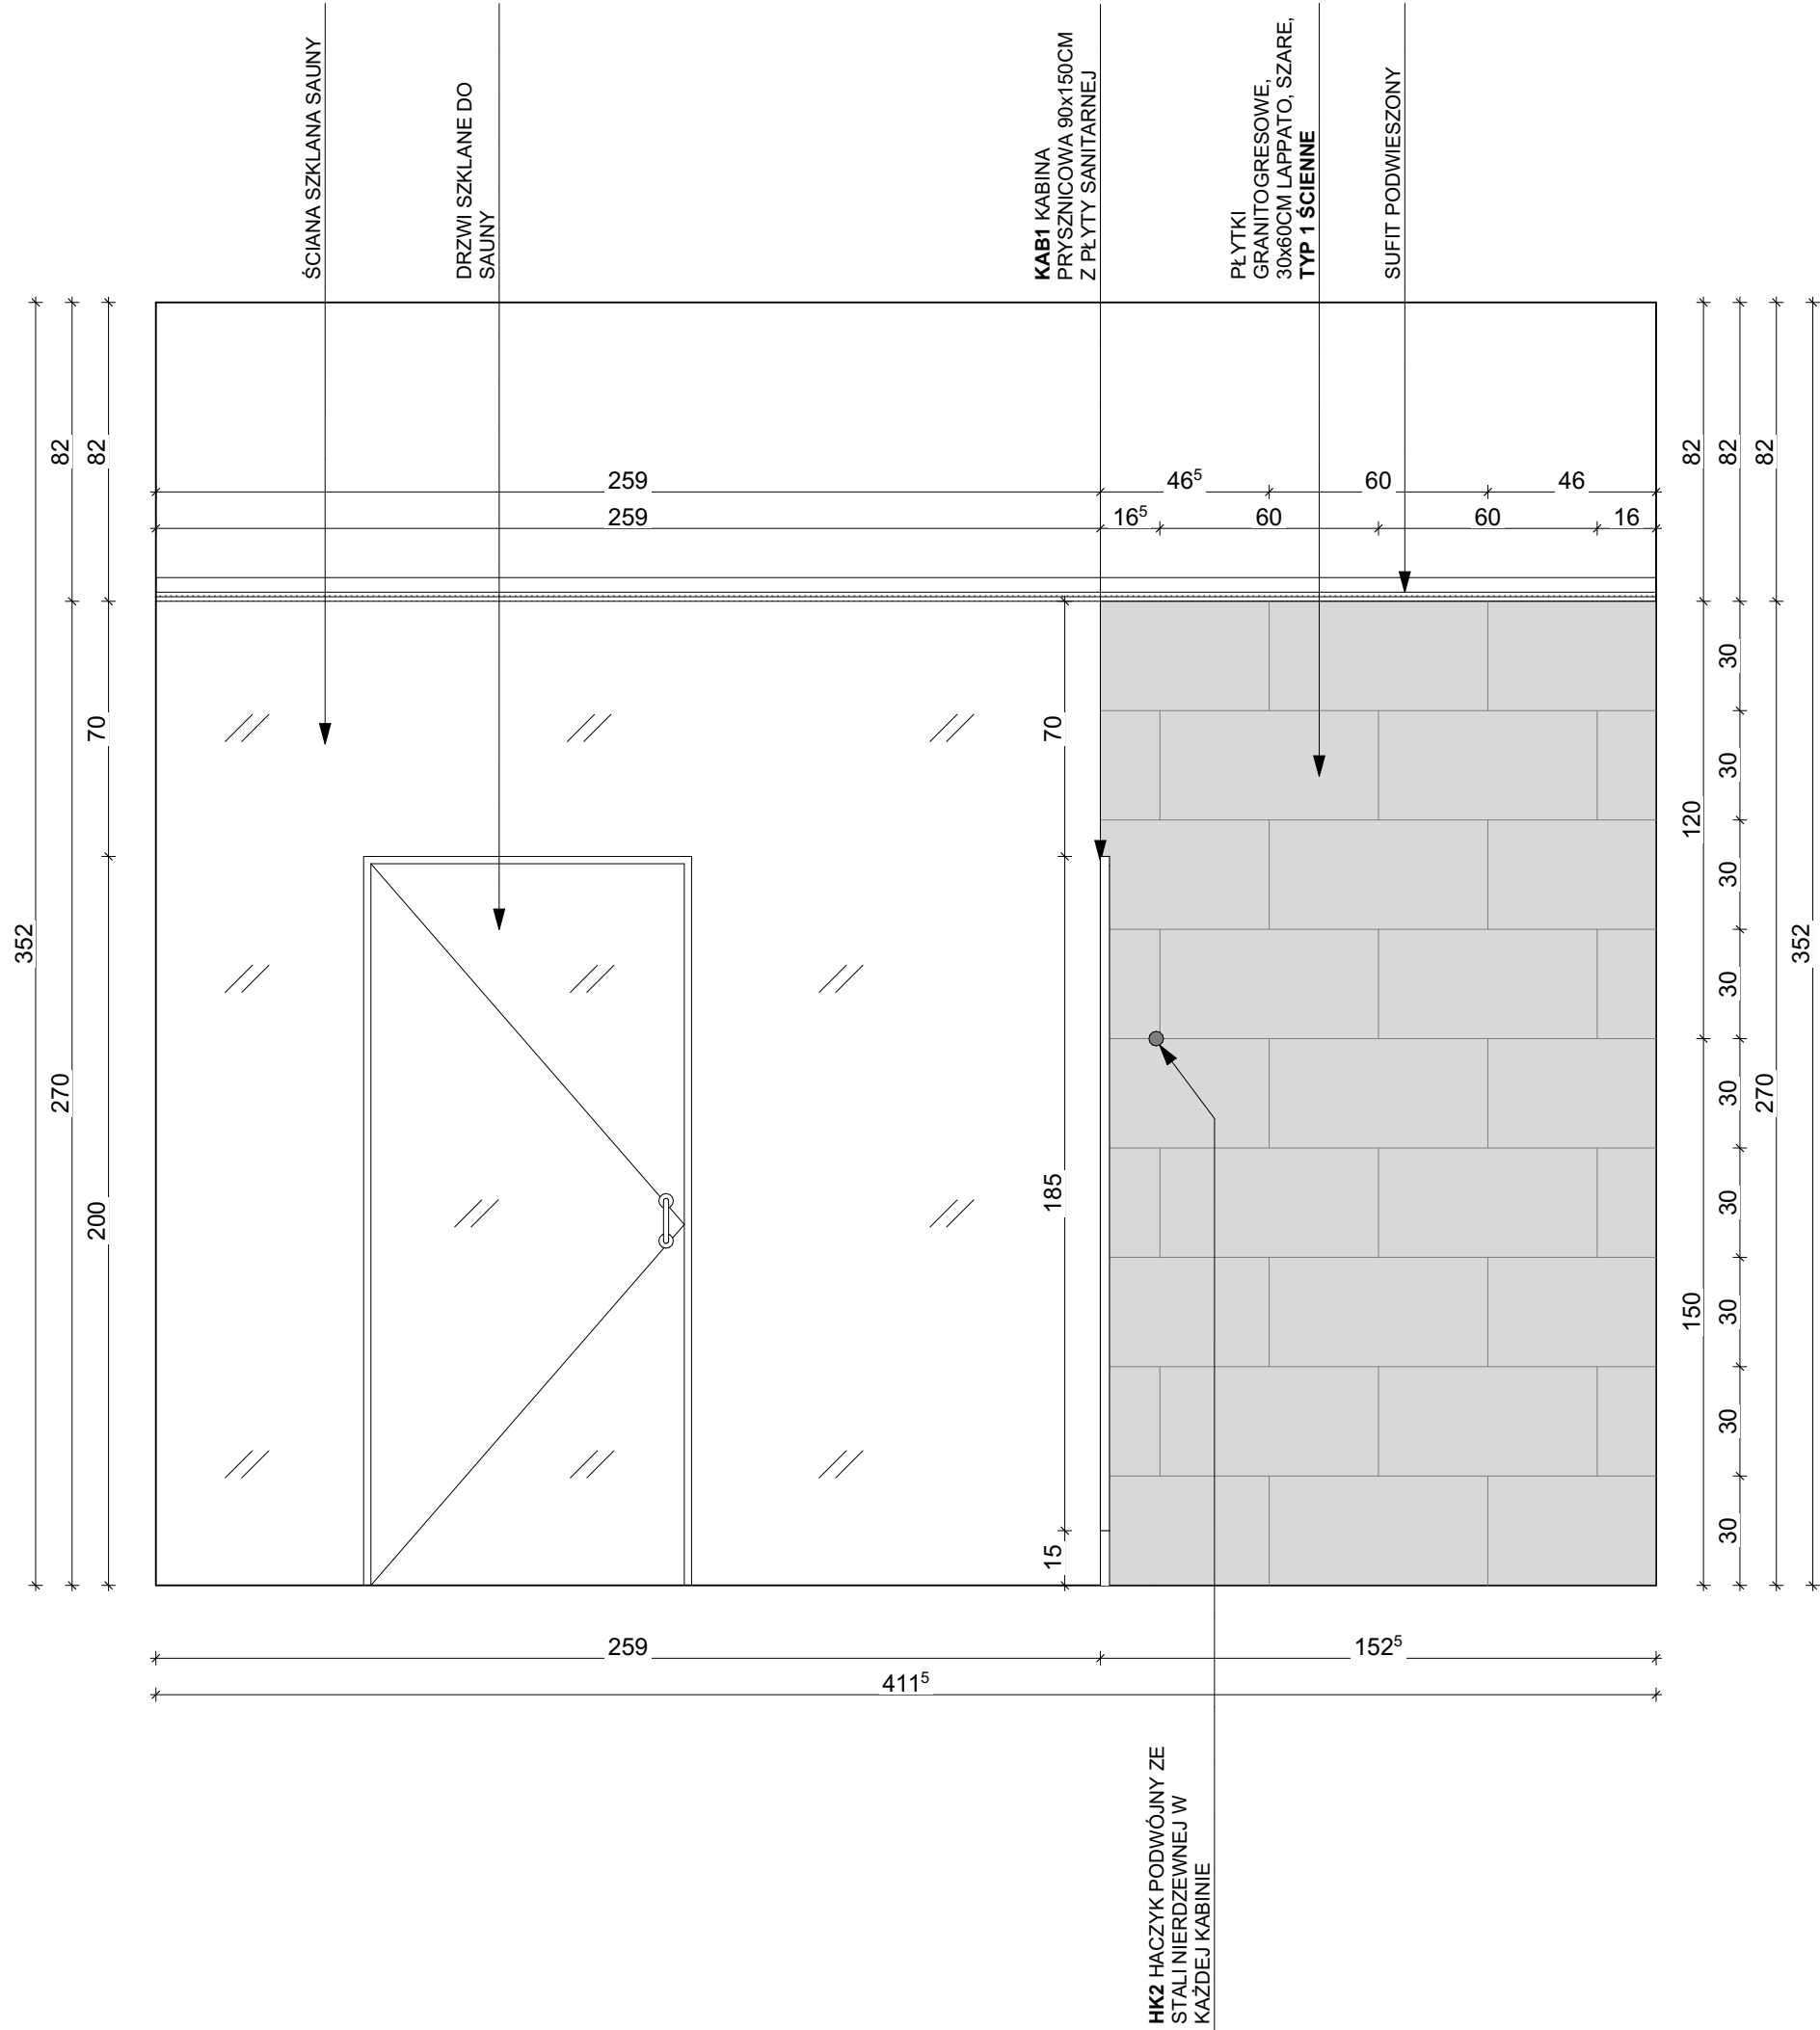 ŚCIANA SZKLANA SAUNY
DRZWI SZKLANE DO
SAUNY
KAB1 KABINA
PRYSZNICOWA 90x150CM
Z PŁYTY SANITARNEJ
PŁYTKI
GRANITOGRESOWE,
30x60CM LAPPATO, SZARE,
TYP 1 ŚCIENNE
SUFIT PODWIESZONY
352
82
270
82
70
200
259
46⁵
60
46
259
16⁵
60
60
16
70
185
15
82
120
150
82
30
30
30
30
30
30
30
30
30
82
270
352
259
152⁵
411⁵
HK2 HACZYK PODWÓJNY ZE
STALI NIERDZEWNEJ W
KAŻDEJ KABINIE